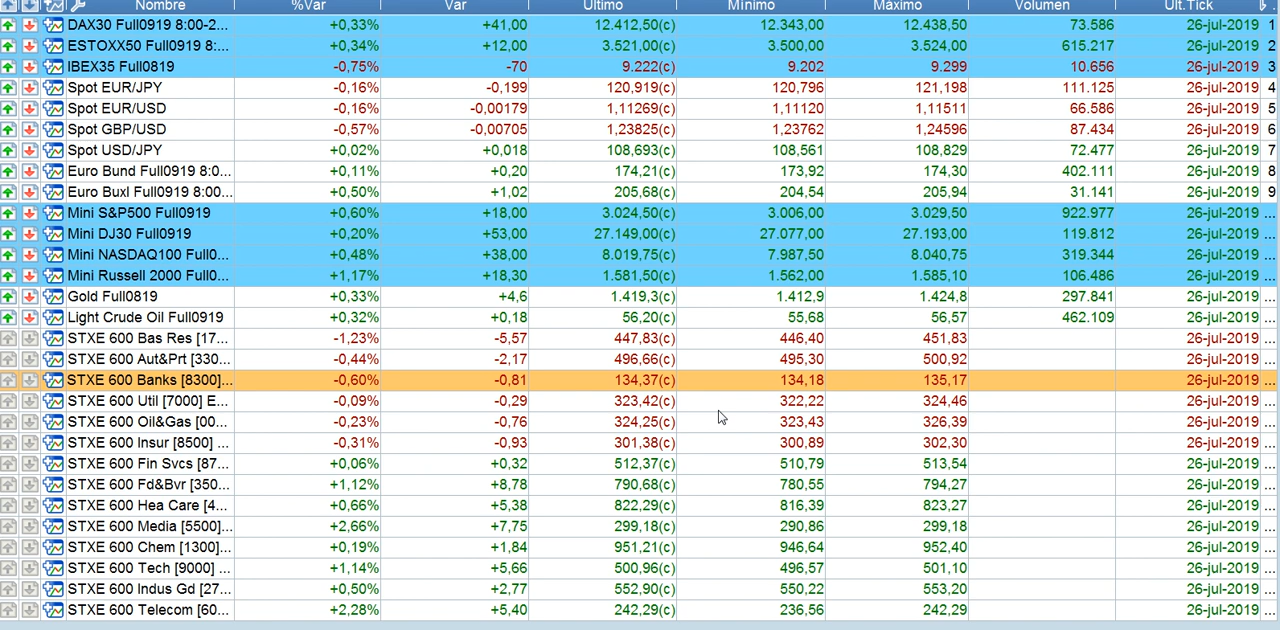 Nombre %Var Var Último Mínimo Máximo Volumen Ult.Tick
DAX30 Full0919 8:00-2... +0,33% +41,00 12.412,50(c) 12.343,00 12.438,50 73.586 26-jul-2019 1
ESTOXX50 Full0919 8:... +0,34% +12,00 3.521,00(c) 3.500,00 3.524,00 615.217 26-jul-2019 2
IBEX35 Full0819 -0,75% -70 9.222(c) 9.202 9.299 10.656 26-jul-2019 3
Spot EUR/JPY -0,16% -0,199 120,919(c) 120,796 121,198 111.125 26-jul-2019 4
Spot EUR/USD -0,16% -0,00179 1,11269(c) 1,11120 1,11511 66.586 26-jul-2019 5
Spot GBP/USD -0,57% -0,00705 1,23825(c) 1,23762 1,24596 87.434 26-jul-2019 6
Spot USD/JPY +0,02% +0,018 108,693(c) 108,561 108,829 72.477 26-jul-2019 7
Euro Bund Full0919 8:0... +0,11% +0,20 174,21(c) 173,92 174,30 402.111 26-jul-2019 8
Euro Buxl Full0919 8:00... +0,50% +1,02 205,68(c) 204,54 205,94 31.141 26-jul-2019 9
Mini S&P500 Full0919 +0,60% +18,00 3.024,50(c) 3.006,00 3.029,50 922.977 26-jul-2019 ...
Mini DJ30 Full0919 +0,20% +53,00 27.149,00(c) 27.077,00 27.193,00 119.812 26-jul-2019 ...
Mini NASDAQ100 Full0... +0,48% +38,00 8.019,75(c) 7.987,50 8.040,75 319.344 26-jul-2019 ...
Mini Russell 2000 Full0... +1,17% +18,30 1.581,50(c) 1.562,00 1.585,10 106.486 26-jul-2019 ...
Gold Full0819 +0,33% +4,6 1.419,3(c) 1.412,9 1.424,8 297.841 26-jul-2019 ...
Light Crude Oil Full0919 +0,32% +0,18 56,20(c) 55,68 56,57 462.109 26-jul-2019 ...
STXE 600 Bas Res [17... -1,23% -5,57 447,83(c) 446,40 451,83 26-jul-2019 ...
STXE 600 Aut&Prt [330... -0,44% -2,17 496,66(c) 495,30 500,92 26-jul-2019 ...
STXE 600 Banks [8300]... -0,60% -0,81 134,37(c) 134,18 135,17 26-jul-2019 ...
STXE 600 Util [7000] E... -0,09% -0,29 323,42(c) 322,22 324,46 26-jul-2019 ...
STXE 600 Oil&Gas [00... -0,23% -0,76 324,25(c) 323,43 326,39 26-jul-2019 ...
STXE 600 Insur [8500] ... -0,31% -0,93 301,38(c) 300,89 302,30 26-jul-2019 ...
STXE 600 Fin Svcs [87... +0,06% +0,32 512,37(c) 510,79 513,54 26-jul-2019 ...
STXE 600 Fd&Bvr [350... +1,12% +8,78 790,68(c) 780,55 794,27 26-jul-2019 ...
STXE 600 Hea Care [4... +0,66% +5,38 822,29(c) 816,39 823,27 26-jul-2019 ...
STXE 600 Media [5500]... +2,66% +7,75 299,18(c) 290,86 299,18 26-jul-2019 ...
STXE 600 Chem [1300]... +0,19% +1,84 951,21(c) 946,64 952,40 26-jul-2019 ...
STXE 600 Tech [9000] ... +1,14% +5,66 500,96(c) 496,57 501,10 26-jul-2019 ...
STXE 600 Indus Gd [27... +0,50% +2,77 552,90(c) 550,22 553,20 26-jul-2019 ...
STXE 600 Telecom [60... +2,28% +5,40 242,29(c) 236,56 242,29 26-jul-2019 ...